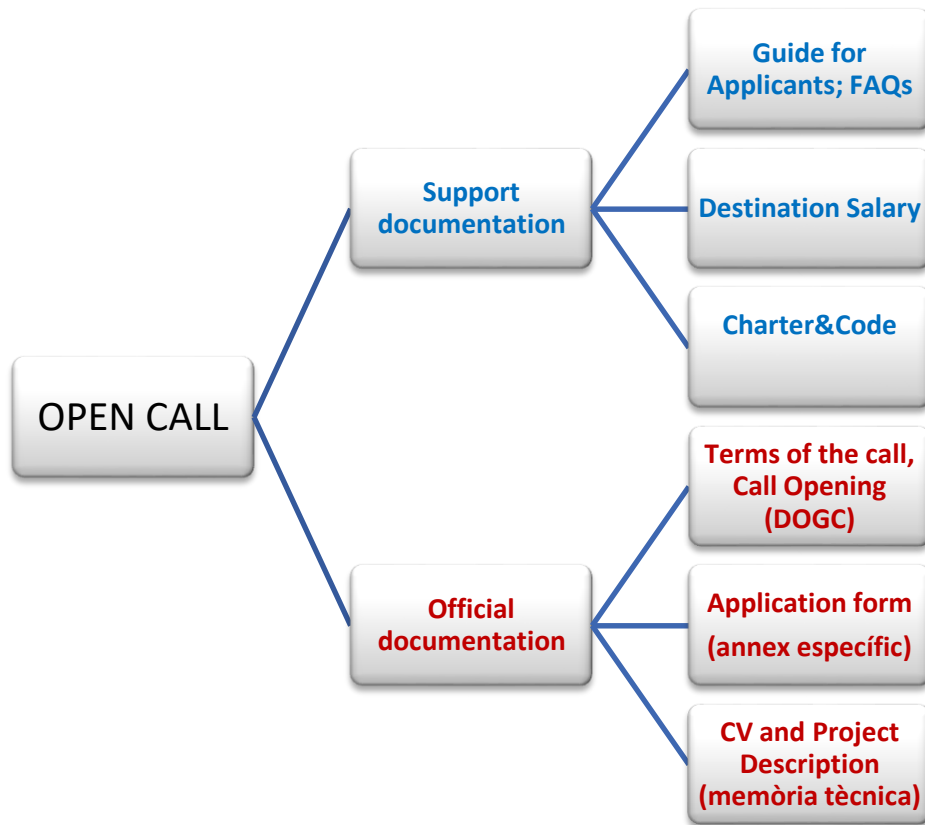 OPEN CALL
Support
documentation
Guide for
Applicants; FAQs
Destination Salary
Charter&Code
Official
documentation
Terms of the call,
Call Opening
(DOGC)
Application form
(annex específic)
CV and Project
Description
(memòria tècnica)